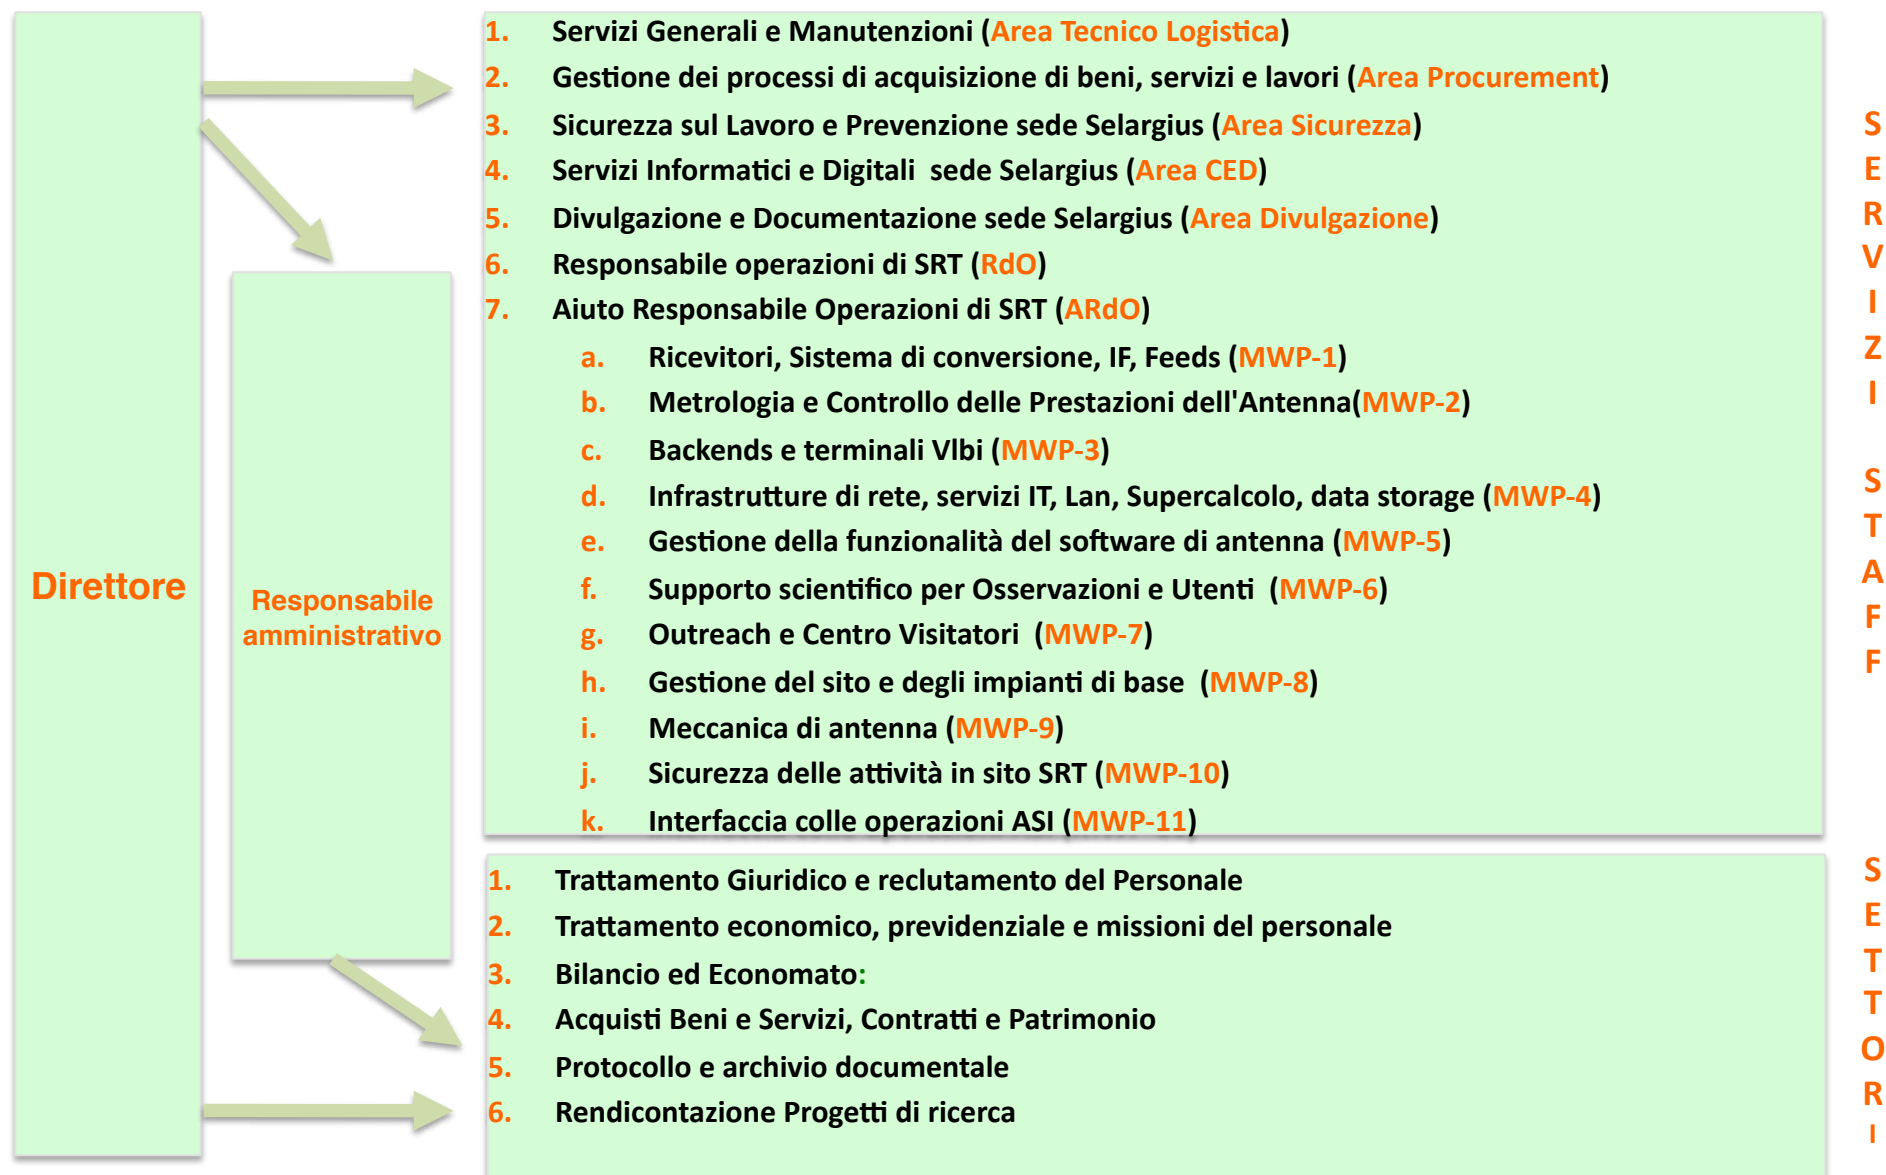 Direttore
Responsabile
amministrativo
1. Servizi Generali e Manutenzioni (Area Tecnico Logistica)
2. Gestione dei processi di acquisizione di beni, servizi e lavori (Area Procurement)
3. Sicurezza sul Lavoro e Prevenzione sede Selargius (Area Sicurezza)
4. Servizi Informatici e Digitali  sede Selargius (Area CED)
5. Divulgazione e Documentazione sede Selargius (Area Divulgazione)
6. Responsabile operazioni di SRT (RdO)
7. Aiuto Responsabile Operazioni di SRT (ARdO)
a. Ricevitori, Sistema di conversione, IF, Feeds (MWP-1)
b. Metrologia e Controllo delle Prestazioni dell'Antenna(MWP-2)
c. Backends e terminali Vlbi (MWP-3)
d. Infrastrutture di rete, servizi IT, Lan, Supercalcolo, data storage (MWP-4)
e. Gestione della funzionalità del software di antenna (MWP-5)
f. Supporto scientifico per Osservazioni e Utenti  (MWP-6)
g. Outreach e Centro Visitatori  (MWP-7)
h. Gestione del sito e degli impianti di base  (MWP-8)
i. Meccanica di antenna (MWP-9)
j. Sicurezza delle attività in sito SRT (MWP-10)
k. Interfaccia colle operazioni ASI (MWP-11)
SERVIZI STAFF
1. Trattamento Giuridico e reclutamento del Personale
2. Trattamento economico, previdenziale e missioni del personale
3. Bilancio ed Economato:
4. Acquisti Beni e Servizi, Contratti e Patrimonio
5. Protocollo e archivio documentale
6. Rendicontazione Progetti di ricerca
SETTORI